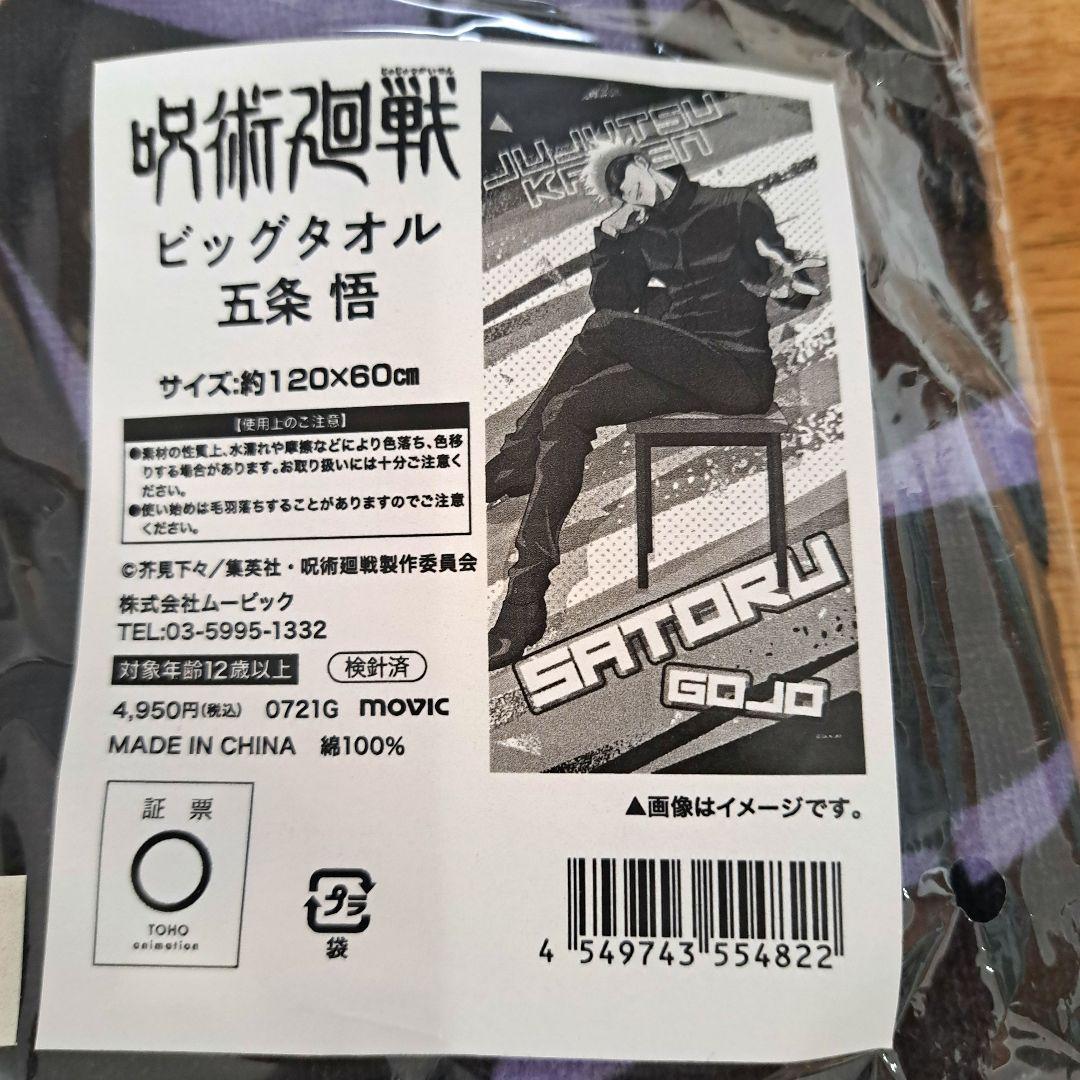 じゅじゅつかいせん
呪術廻戦
ビッグタオル
五条 悟
サイズ:約120×60cm
【使用上のご注意】
●素材の性質上、水濡れや摩擦などにより色落ち、色移
りする場合があります。お取り扱いには十分ご注意く
ださい。
●使い始めは毛羽落ちすることがありますのでご注意
ください。
©芥見下々/集英社・呪術廻戦製作委員会
株式会社ムービック
TEL:03-5995-1332
対象年齢12歳以上 検針済
4,950円(税込) 0721G movic
MADE IN CHINA 綿100%
証 票
TOHO
animation
プラ
袋
JUJUTSU
KAISEN
SATORU
GOJO
▲画像はイメージです。
4 549743 554822